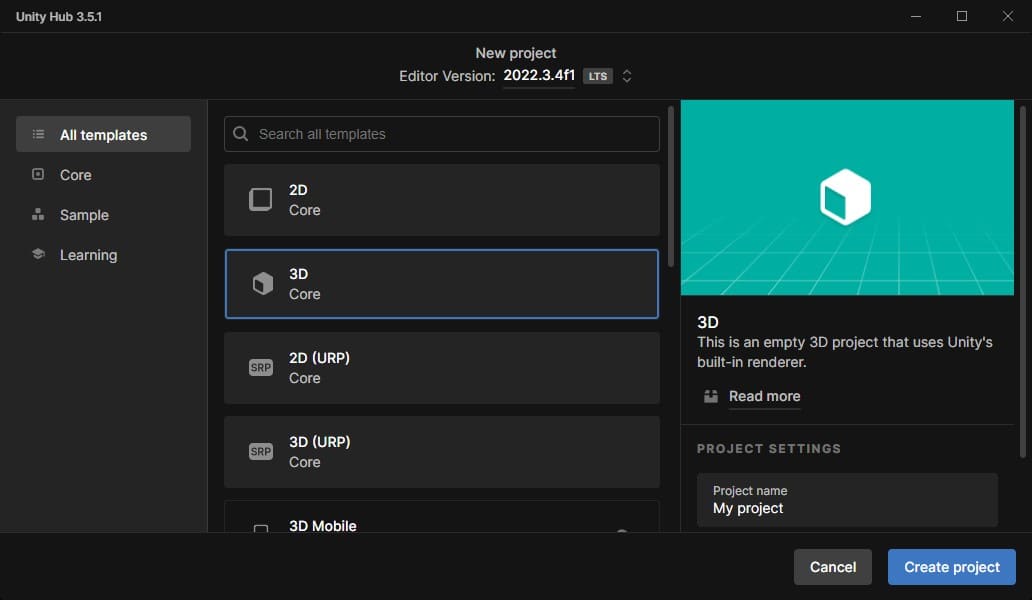 Unity Hub 3.5.1
New project
Editor Version: 2022.3.4f1 LTS
All templates
Core
Sample
Learning
Search all templates
2D
Core
3D
Core
SRP
2D (URP)
Core
SRP
3D (URP)
Core
3D Mobile
3D
This is an empty 3D project that uses Unity's
built-in renderer.
Read more
PROJECT SETTINGS
Project name
My project
Cancel
Create project